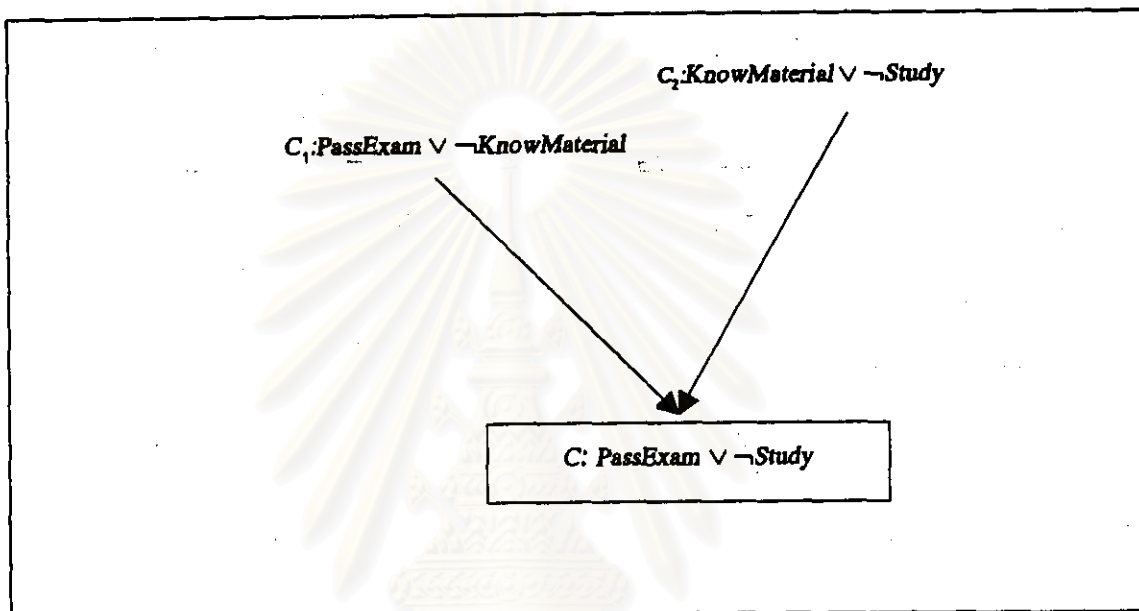 C₂:KnowMaterial ∨ ¬Study
C₁:PassExam ∨ ¬KnowMaterial
C: PassExam ∨ ¬Study